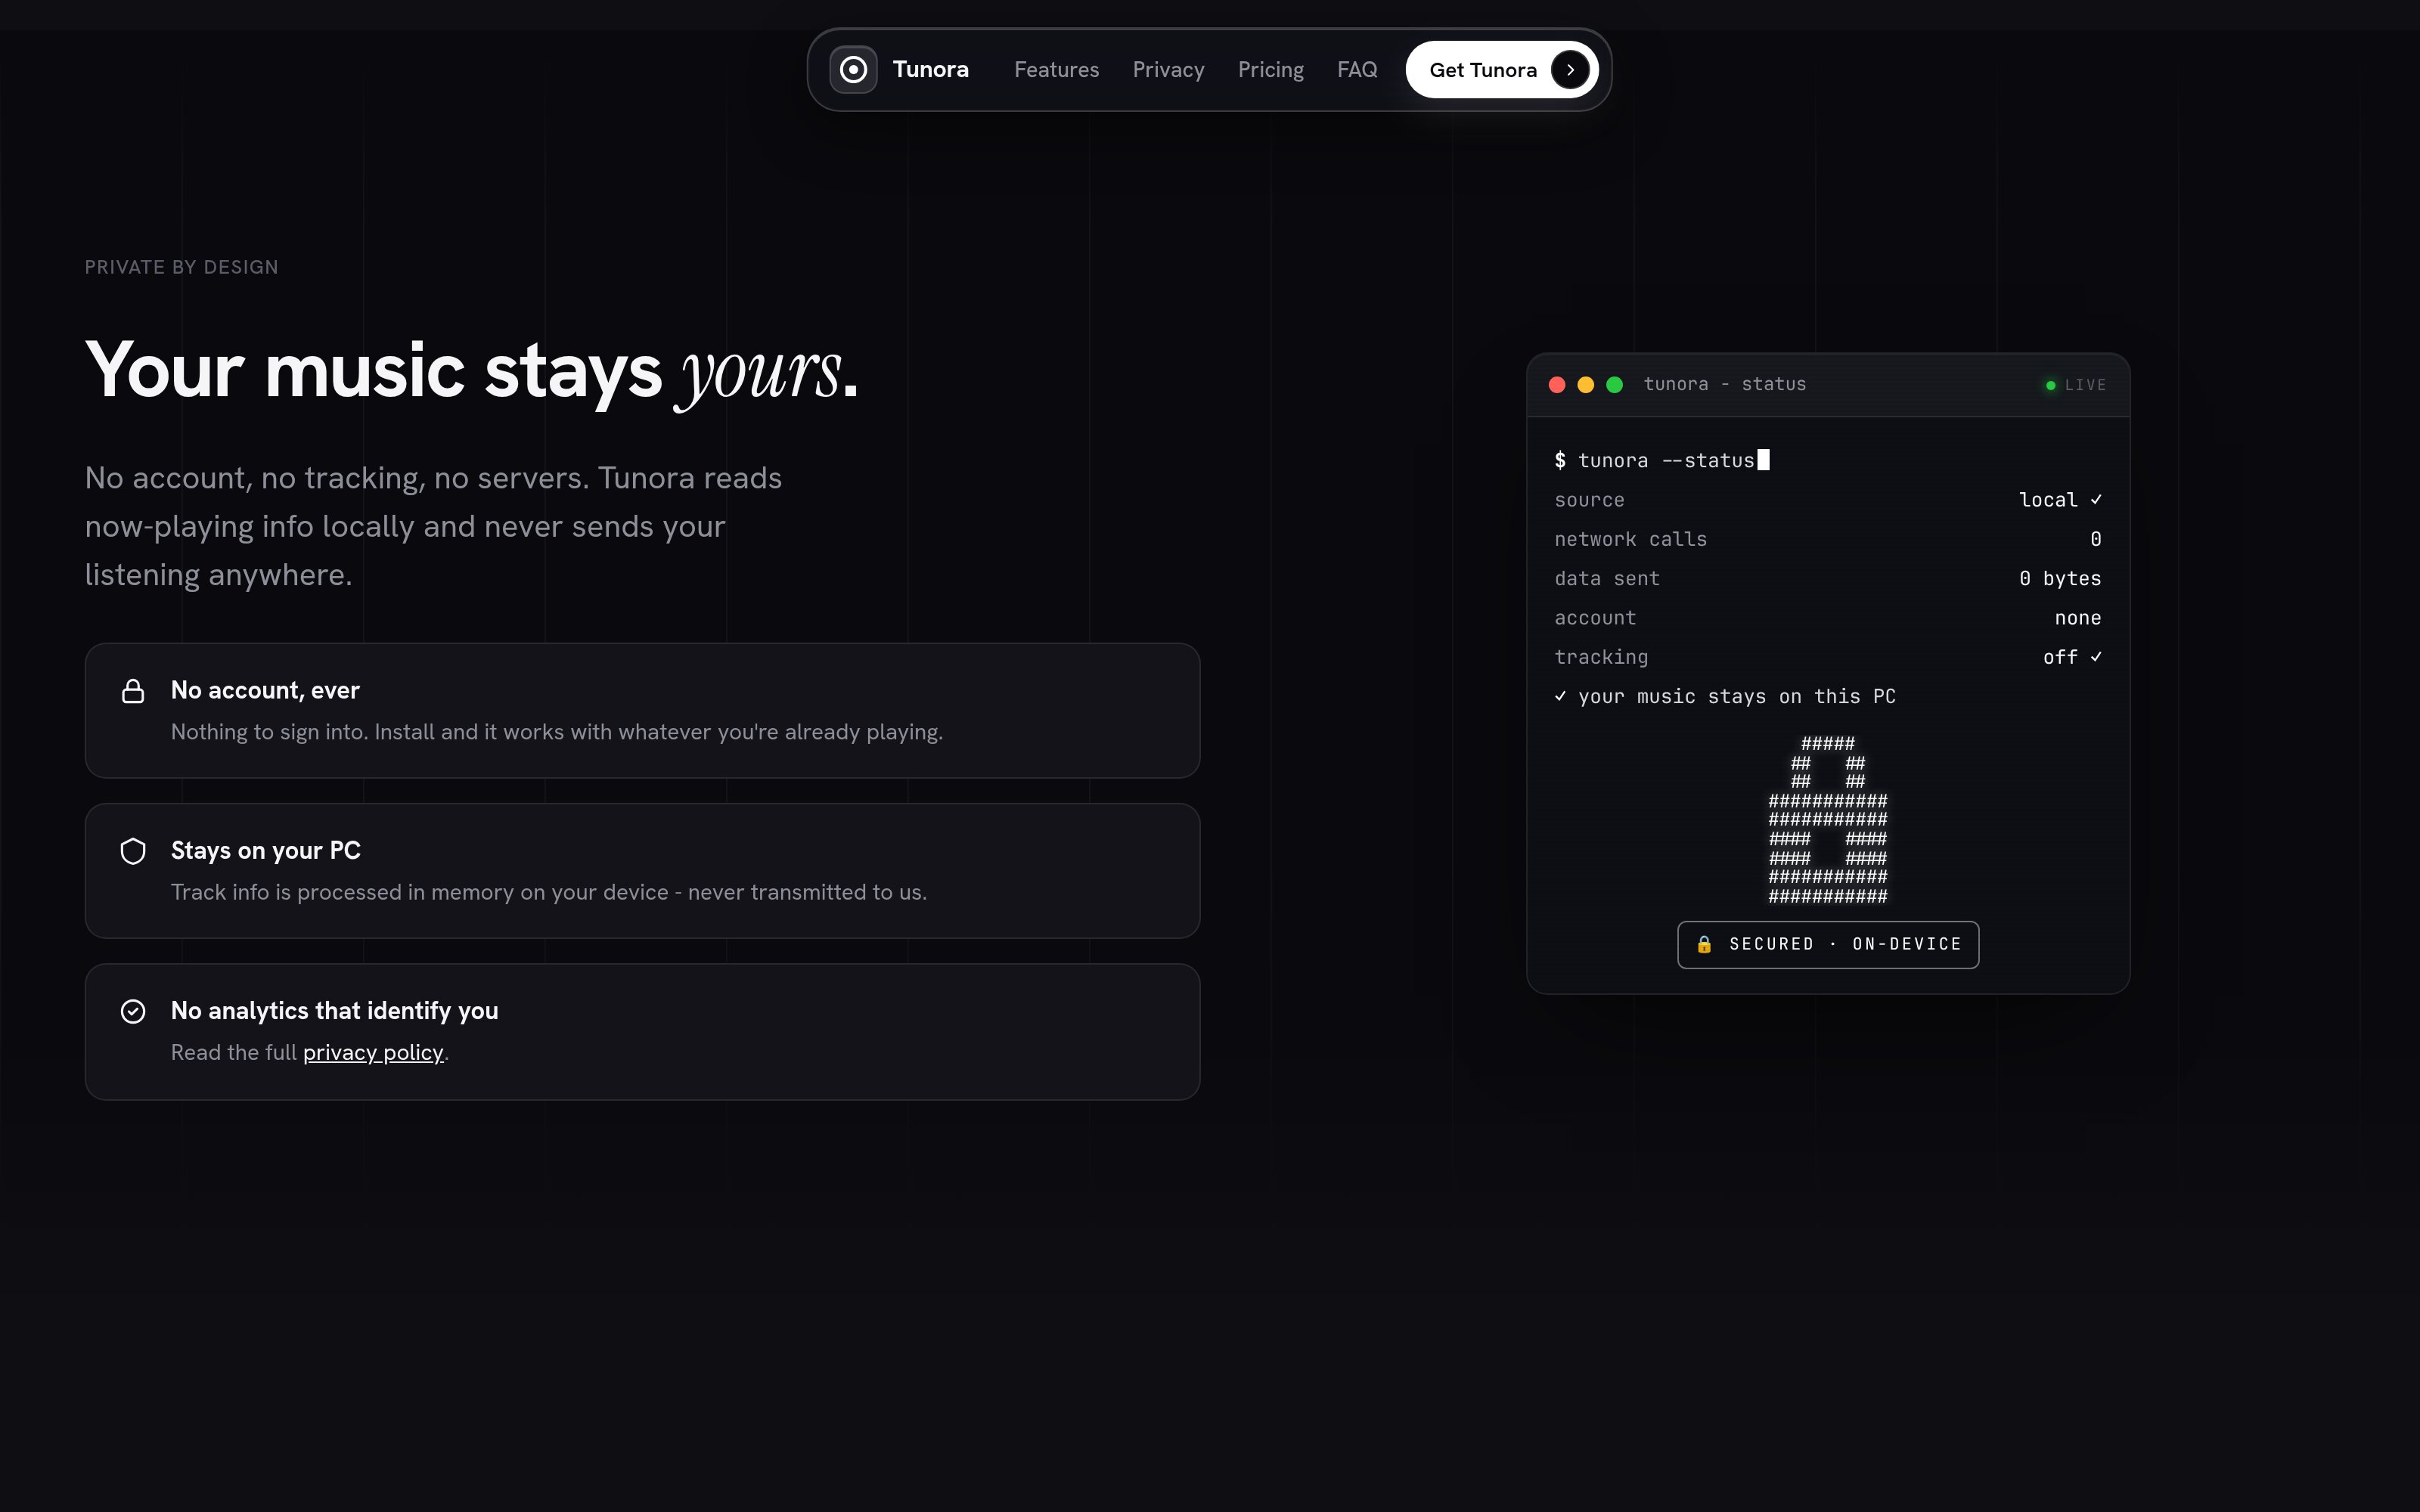 Tunora Features Privacy Pricing FAQ Get Tunora
PRIVATE BY DESIGN
Your music stays yours.
No account, no tracking, no servers. Tunora reads
now-playing info locally and never sends your
listening anywhere.
No account, ever
Nothing to sign into. Install and it works with whatever you're already playing.
Stays on your PC
Track info is processed in memory on your device - never transmitted to us.
No analytics that identify you
Read the full privacy policy.
tunora - status LIVE
$ tunora --status
source local ✓
network calls 0
data sent 0 bytes
account none
tracking off ✓
✓ your music stays on this PC
#####
##   ##
##   ##
###########
###########
####   ####
####   ####
###########
###########
🔒 SECURED · ON-DEVICE